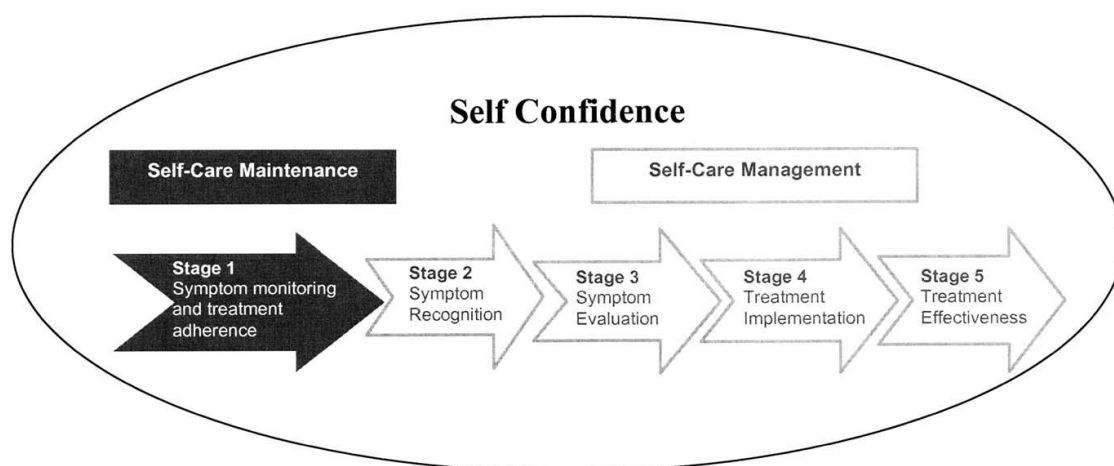 Self Confidence
Self-Care Maintenance
Self-Care Management
Stage 1
Symptom monitoring
and treatment
adherence
Stage 2
Symptom
Recognition
Stage 3
Symptom
Evaluation
Stage 4
Treatment
Implementation
Stage 5
Treatment
Effectiveness